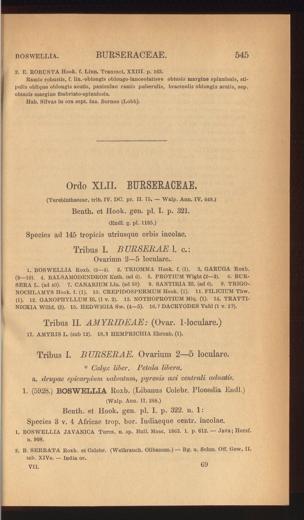 BOSWELLIA. BURSERACEAE. 545
2. E. ROBUSTA Hook. f. Linn. Transact. XXIII. p. 163.
Ramis robustis, f. lin.-oblongis oblongo-lanceolatisve obtusis margine spinulosis, sti-
pulis oblique oblongis acutis, paniculae ramis puberulis, bracteolis oblongis acutis, sep.
obtusis margine fimbriato-spinulosis.
Hab. Silvas in ora sept. ins. Borneo (Lobb).
Ordo XLII. BURSERACEAE,
(Terebinthaceae, trib. IV. DC. pr. II. 75. — Walp. Ann. IV. 449.)
Benth. et Hook. gen. pl. I. p. 321.
(Endl. g. pl. 1135.)
Species ad 145 tropicis utriusque orbis incolae.
Tribus I. BURSERAE l. c.:
Ovarium 2—5 loculare.
1. BOSWELLIA Roxb. (3—4). 2. TRIOMMA Hook. f. (1). 3. GARUGA Roxb.
(9—10). 4. BALSAMODENDRON Knth. (ad 6). 5. PROTIUM Wight (2—3). 6. BUR-
SERA L. (ad 40). 7. CANARIUM Lin. (ad 50). 8. SANTIRIA Bl. (ad 6). 9. TRIGO-
NOCHLAMYS Hook. f. (1). 10. CREPIDOSPERMUM Hook. (1). 11. FILICIUM Thw.
(1). 12. GANOPHYLLUM Bl. (1 v. 2). 13. NOTHOPROTIUM Miq. (1). 14. TRATTI-
NICKIA Willd. (3). 15. HEDWIGIA Sw. (4—5). 16.? DACRYODES Vahl (1 v. 2?).
Tribus II. AMYRIDEAE: (Ovar. 1-loculare.)
17. AMYRIS L. (sub 12). 18.? HEMPRICHIA Ehrenb. (1).
Tribus I. BURSERAE. Ovarium 2—5 loculare.
* Calyx liber. Petala libera.
a. drupae epicarpium valvatum, pyrenis axi centrali adnatis.
1. (5928.) BOSWELLIA Roxb. (Libanus Colebr. Ploesslia Endl.)
(Walp. Ann. II. 288.)
Benth. et Hook. gen. pl. I. p. 322. n. 1:
Species 3 v. 4 Africae trop. bor. Indiaeque centr. incolae.
1. BOSWELLIA JAVANICA Turcz. n. sp. Bull. Mosc. 1863. 1. p. 612. — Java; Horsf.
n. 908.
2. B. SERRATA Roxb. et Colebr. (Weihrauch. Olibanum.) — Bg. u. Schm. Off. Gew. II.
tab. XIVc. — India or.
VII. 69